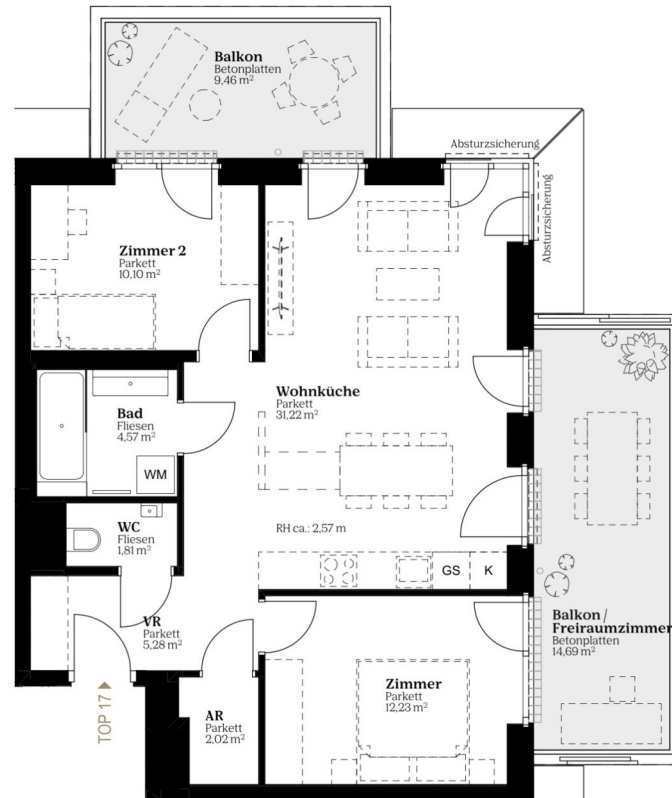 Balkon
Betonplatten
9,46 m²
Absturzsicherung
Absturzsicherung
Zimmer 2
Parkett
10,10 m²
Wohnküche
Parkett
31,22 m²
Bad
Fliesen
4,57 m²
WM
WC
Fliesen
1,81 m²
RH ca.: 2,57 m
GS
K
VR
Parkett
5,28 m²
Balkon /
Freiraumzimmer
Betonplatten
14,69 m²
Zimmer
Parkett
12,23 m²
AR
Parkett
2,02 m²
TOP 17